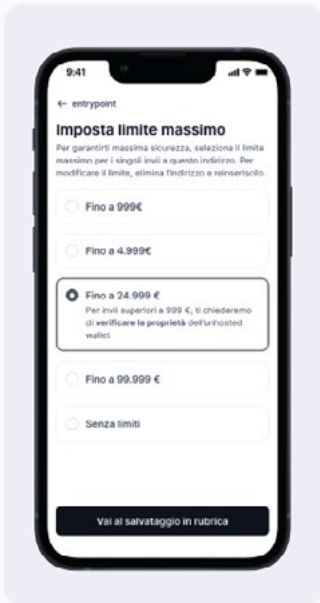 9:41
← entrypoint
Imposta limite massimo
Per garantirti massima sicurezza, seleziona il limite
massimo per i singoli invii a questo indirizzo. Per
modificare il limite, elimina l'indirizzo e reinseriscilo.
Fino a 999€
Fino a 4.999€
Fino a 24.999 €
Per invii superiori a 999 €, ti chiederemo
di verificare la proprietà dell'unhosted
wallet
Fino a 99.999 €
Senza limiti
Vai al salvataggio in rubrica